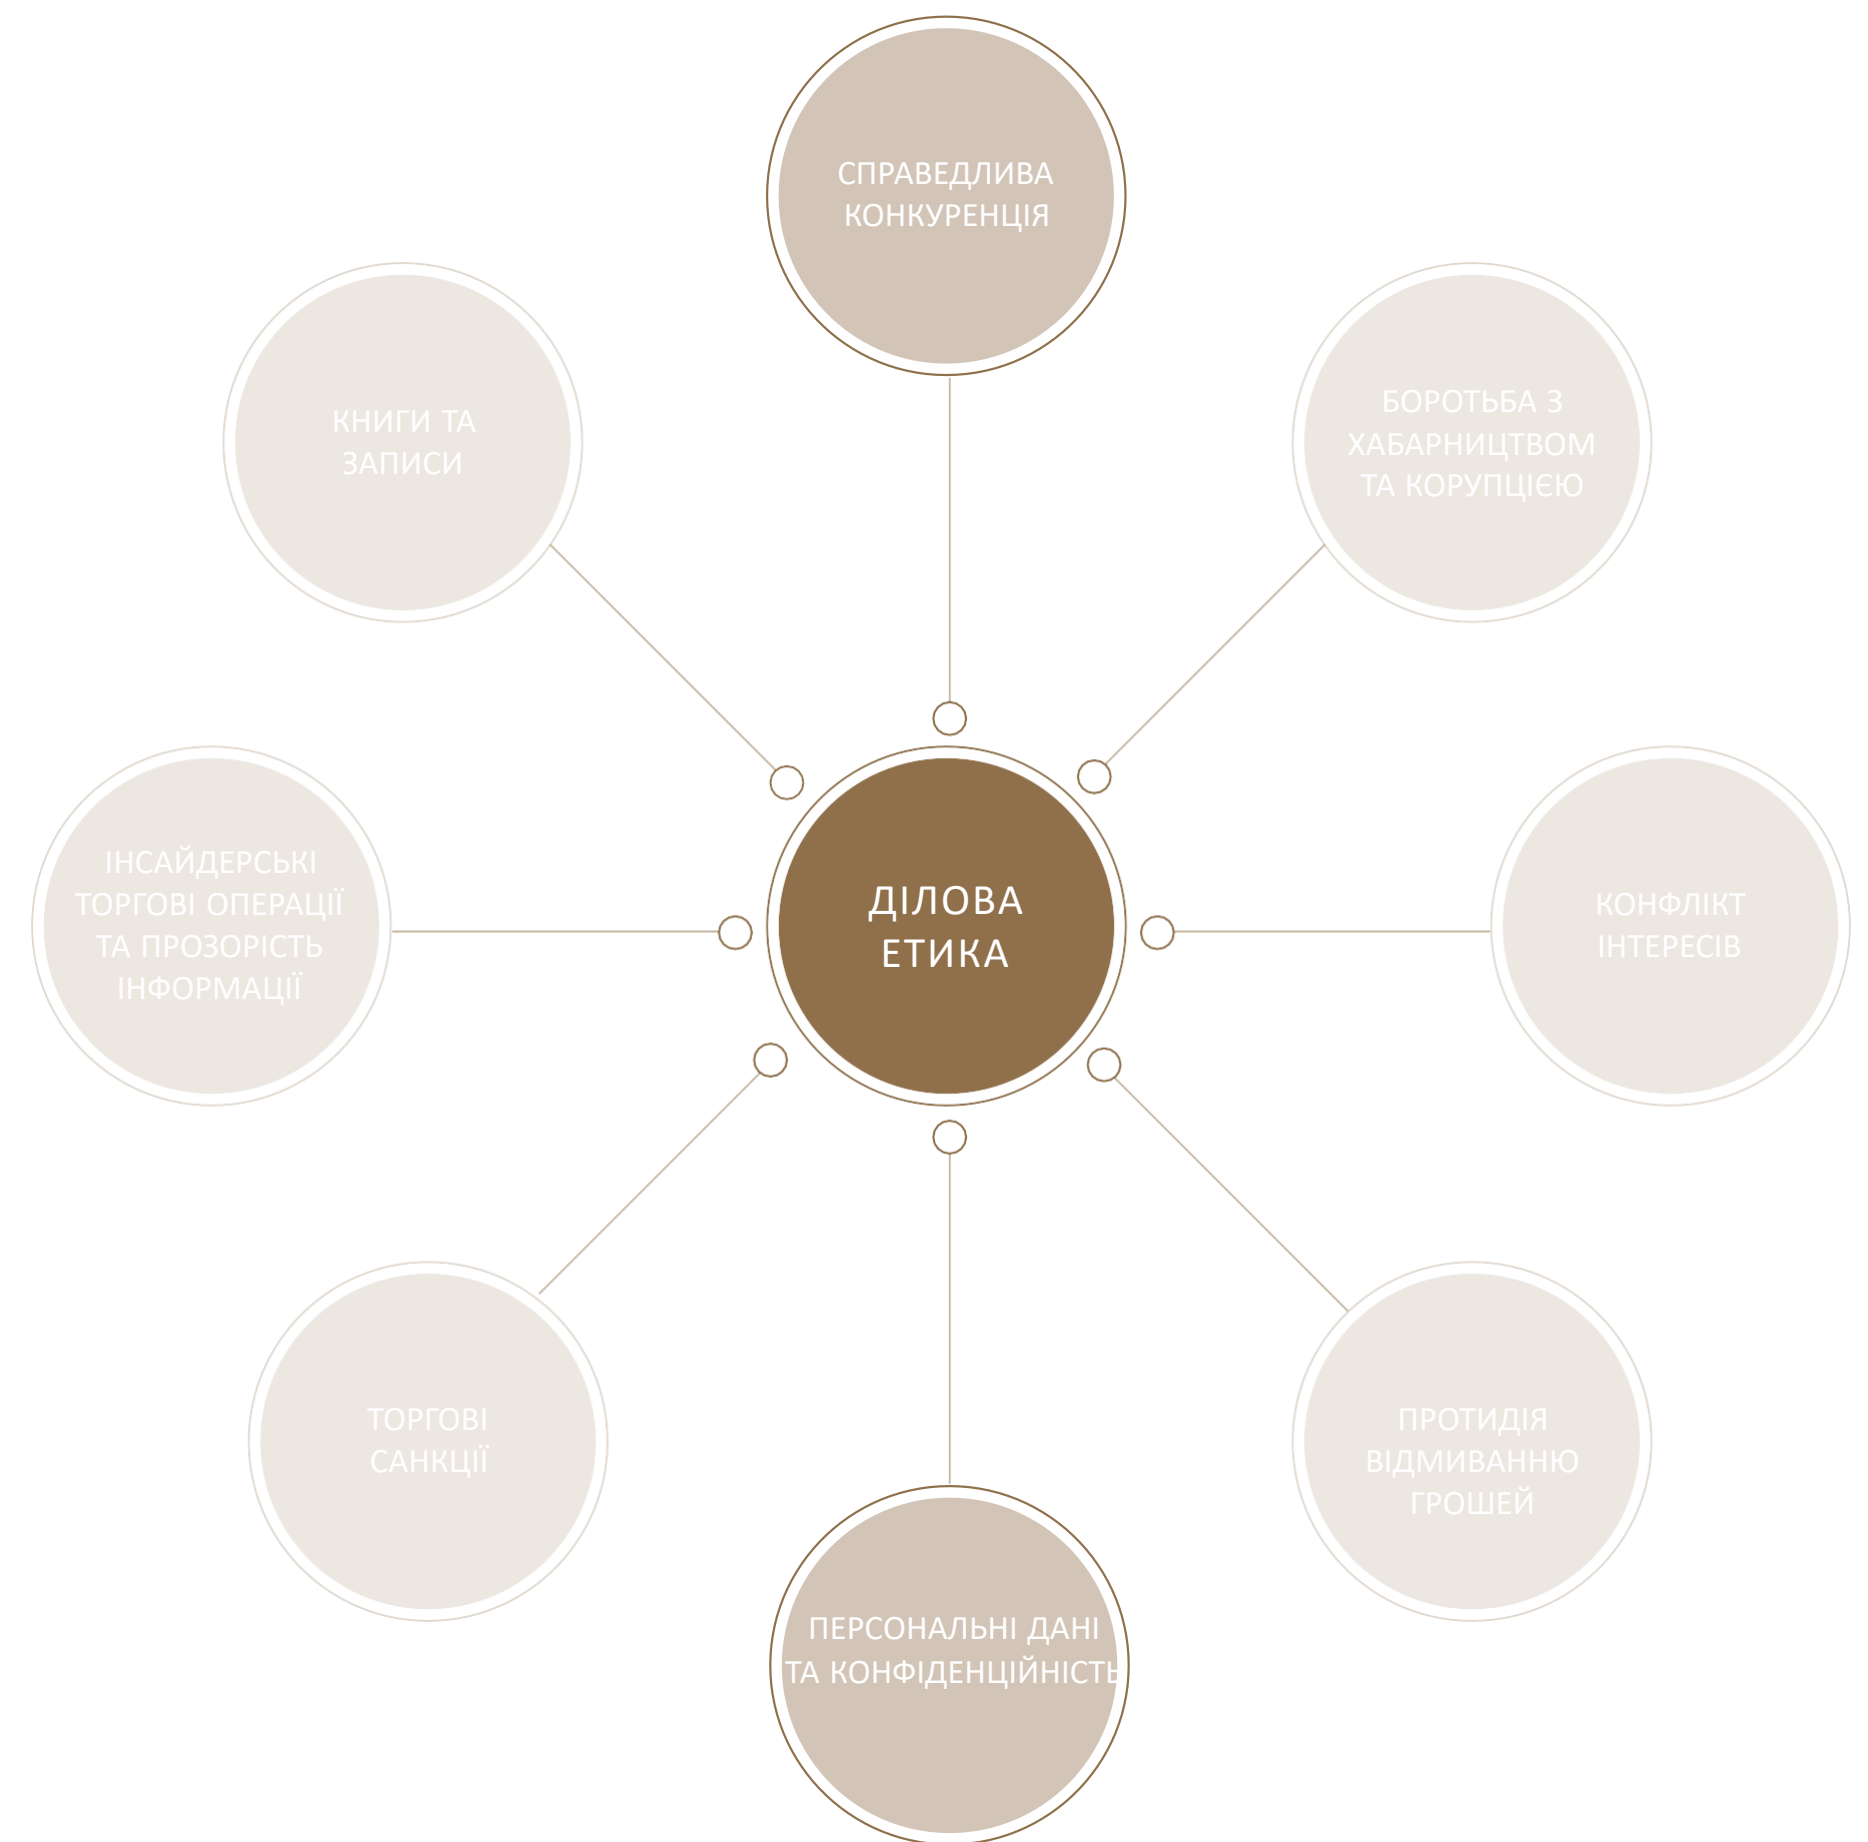 СПРАВЕДЛИВА
КОНКУРЕНЦІЯ
КНИГИ ТА
ЗАПИСИ
БОРОТЬБА З
ХАБАРНИЦТВОМ
ТА КОРУПЦІЄЮ
ІНСАЙДЕРСЬКІ
ТОРГОВІ ОПЕРАЦІЇ
ТА ПРОЗОРІСТЬ
ІНФОРМАЦІЇ
ДІЛОВА
ЕТИКА
КОНФЛІКТ
ІНТЕРЕСІВ
ТОРГОВІ
САНКЦІЇ
ПРОТИДІЯ
ВІДМИВАННЮ
ГРОШЕЙ
ПЕРСОНАЛЬНІ ДАНІ
ТА КОНФІДЕНЦІЙНІСТЬ